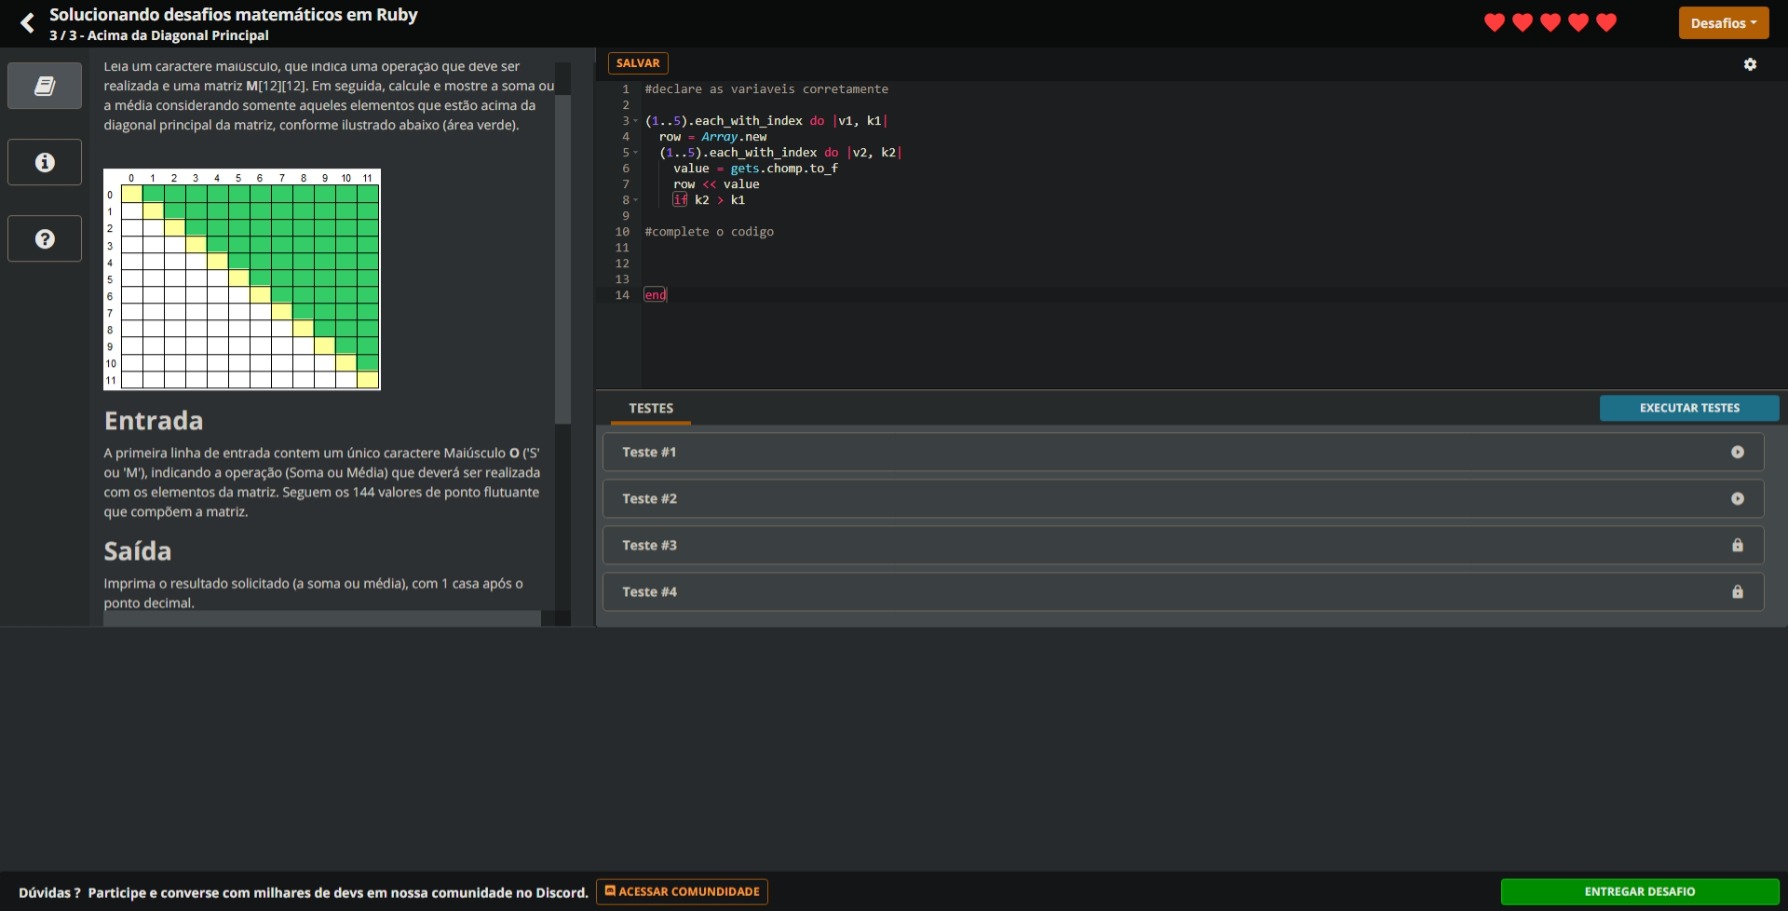 Solucionando desafios matemáticos em Ruby
3 / 3 - Acima da Diagonal Principal
Desafios
Leia um caractere maiúsculo, que indica uma operação que deve ser
realizada e uma matriz M[12][12]. Em seguida, calcule e mostre a soma ou
a média considerando somente aqueles elementos que estão acima da
diagonal principal da matriz, conforme ilustrado abaixo (área verde).
0 1 2 3 4 5 6 7 8 9 10 11
0
1
2
3
4
5
6
7
8
9
10
11
Entrada
A primeira linha de entrada contem um único caractere Maiúsculo O ('S'
ou 'M'), indicando a operação (Soma ou Média) que deverá ser realizada
com os elementos da matriz. Seguem os 144 valores de ponto flutuante
que compõem a matriz.
Saída
Imprima o resultado solicitado (a soma ou média), com 1 casa após o
ponto decimal.
SALVAR
1 #declare as variaveis corretamente
2
3 (1..5).each_with_index do |v1, k1|
4 row = Array.new
5 (1..5).each_with_index do |v2, k2|
6 value = gets.chomp.to_f
7 row << value
8 if k2 > k1
9
10 #complete o codigo
11
12
13
14 end
TESTES
EXECUTAR TESTES
Teste #1
Teste #2
Teste #3
Teste #4
Dúvidas ? Participe e converse com milhares de devs em nossa comunidade no Discord.
ACESSAR COMUNDIDADE
ENTREGAR DESAFIO